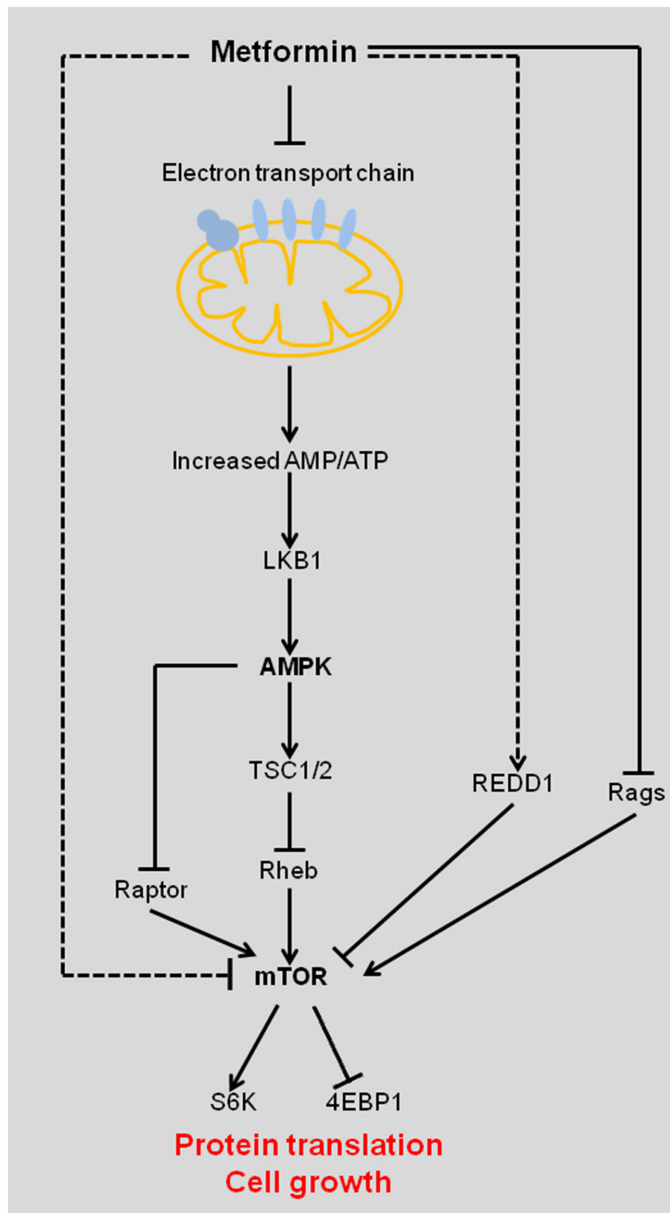 Metformin
Electron transport chain
Increased AMP/ATP
LKB1
AMPK
TSC1/2
REDD1
Rags
Rheb
Raptor
mTOR
S6K
4EBP1
Protein translation
Cell growth